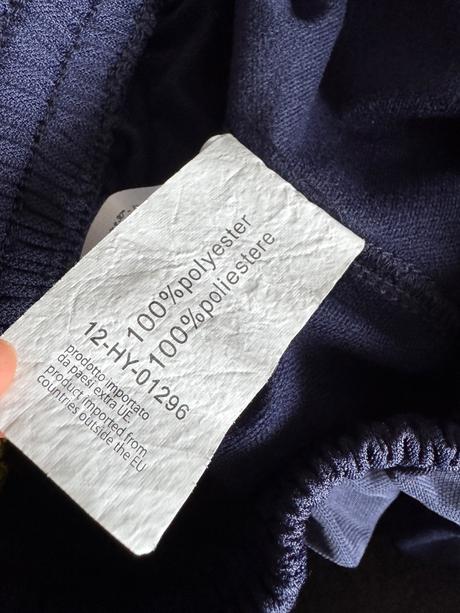 100%polyester
100%poliestere
12-HY-01296
prodotto importato
da paesi extra UE
product imported from
countries outside the EU